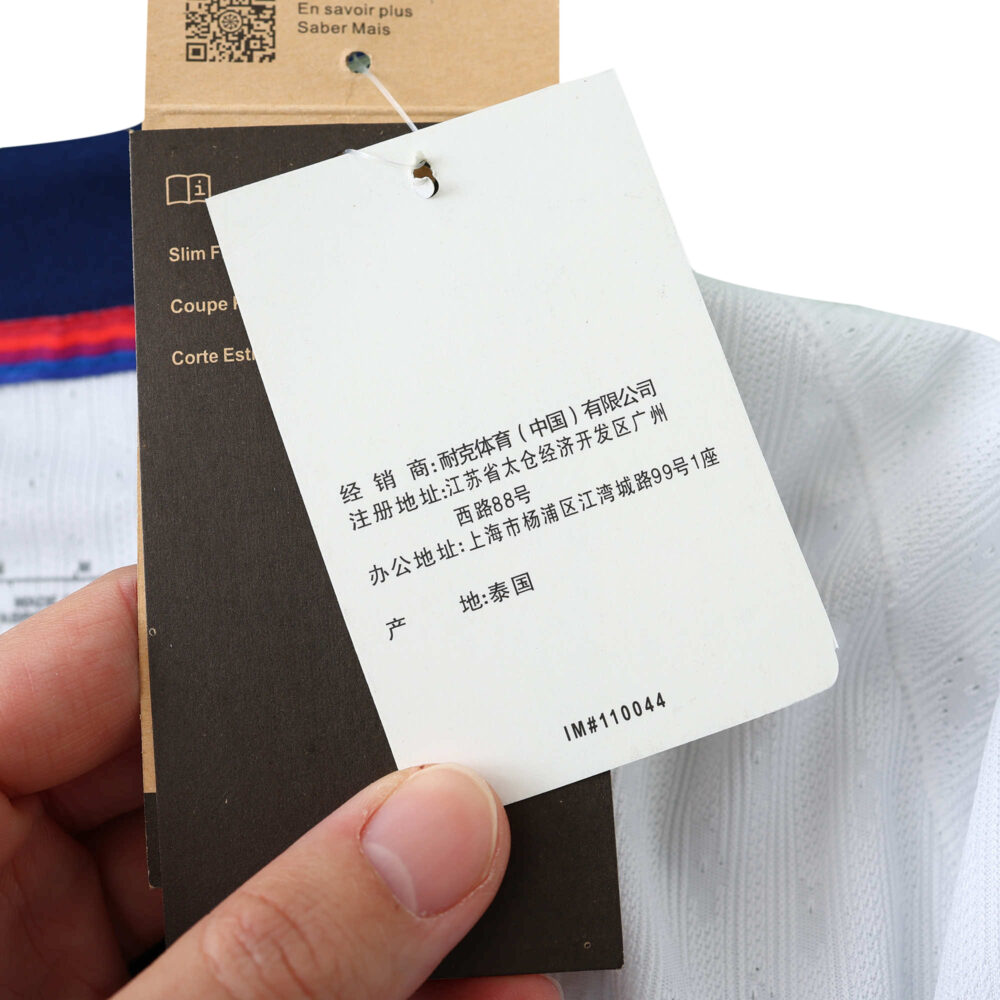 En savoir plus
Saber Mais
i
Slim
Coupe
Corte
经销商:耐克体育（中国）有限公司
注册地址:江苏省太仓经济开发区广州
西路88号
办公地址:上海市杨浦区江湾城路99号1座
产地:泰国
IM#110044
M
MADE